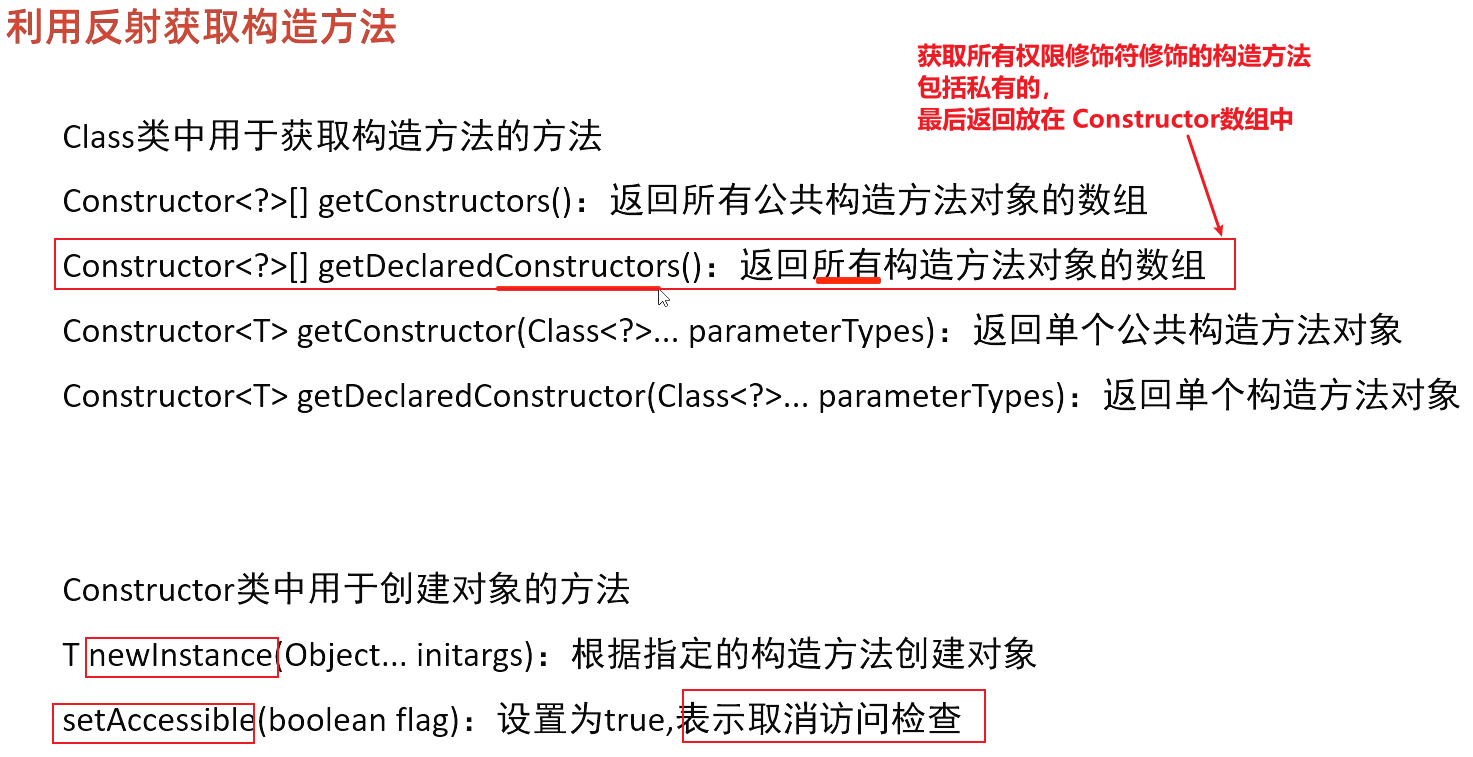 利用反射获取构造方法
获取所有权限修饰符修饰的构造方法
包括私有的，
最后返回放在 Constructor数组中
Class类中用于获取构造方法的方法
Constructor<?>[] getConstructors()：返回所有公共构造方法对象的数组
Constructor<?>[] getDeclaredConstructors()：返回所有构造方法对象的数组
Constructor<T> getConstructor(Class<?>... parameterTypes)：返回单个公共构造方法对象
Constructor<T> getDeclaredConstructor(Class<?>... parameterTypes)：返回单个构造方法对象
Constructor类中用于创建对象的方法
T newInstance(Object... initargs)：根据指定的构造方法创建对象
setAccessible(boolean flag)：设置为true,表示取消访问检查